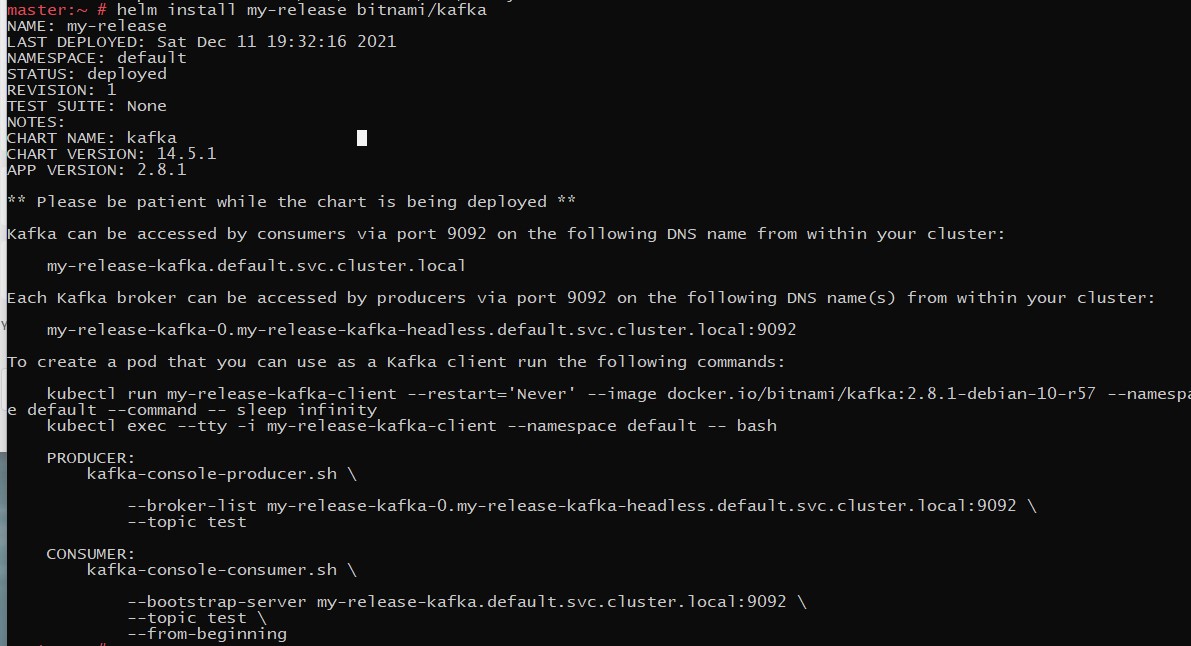 master:~ # helm install my-release bitnami/kafka
NAME: my-release
LAST DEPLOYED: Sat Dec 11 19:32:16 2021
NAMESPACE: default
STATUS: deployed
REVISION: 1
TEST SUITE: None
NOTES:
CHART NAME: kafka
CHART VERSION: 14.5.1
APP VERSION: 2.8.1
** Please be patient while the chart is being deployed **
Kafka can be accessed by consumers via port 9092 on the following DNS name from within your cluster:
my-release-kafka.default.svc.cluster.local
Each Kafka broker can be accessed by producers via port 9092 on the following DNS name(s) from within your cluster:
my-release-kafka-0.my-release-kafka-headless.default.svc.cluster.local:9092
To create a pod that you can use as a Kafka client run the following commands:
kubectl run my-release-kafka-client --restart='Never' --image docker.io/bitnami/kafka:2.8.1-debian-10-r57 --namespac
e default --command -- sleep infinity
kubectl exec --tty -i my-release-kafka-client --namespace default -- bash
PRODUCER:
kafka-console-producer.sh \
--broker-list my-release-kafka-0.my-release-kafka-headless.default.svc.cluster.local:9092 \
--topic test
CONSUMER:
kafka-console-consumer.sh \
--bootstrap-server my-release-kafka.default.svc.cluster.local:9092 \
--topic test \
--from-beginning